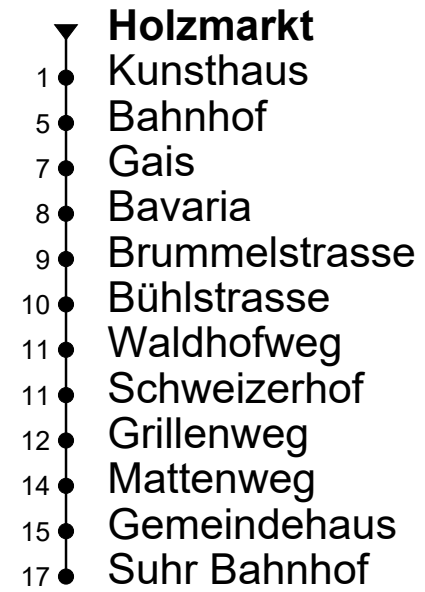 Holzmarkt
1 Kunsthaus
5 Bahnhof
7 Gais
8 Bavaria
9 Brummelstrasse
10 Bühlstrasse
11 Waldhofweg
11 Schweizerhof
12 Grillenweg
14 Mattenweg
15 Gemeindehaus
17 Suhr Bahnhof